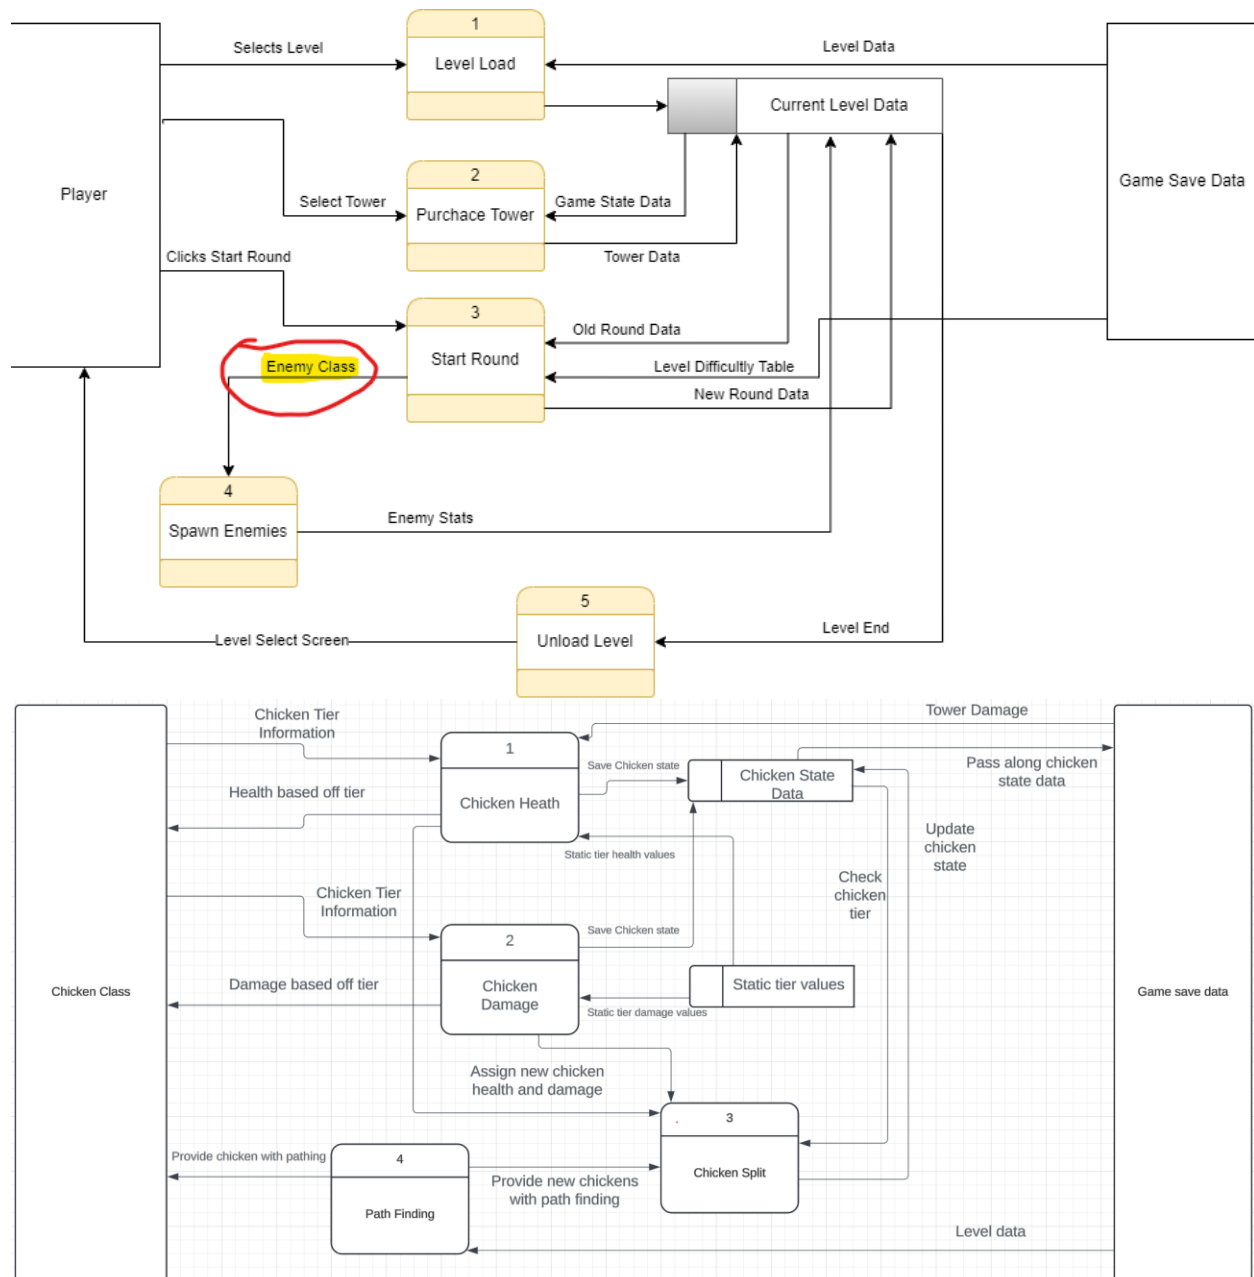 1
Selects Level
Level Data
Level Load
Current Level Data
2
Player
Game Save Data
Select Tower
Game State Data
Purchace Tower
Clicks Start Round
Tower Data
3
Old Round Data
Start Round
Enemy Class
Level Difficultly Table
New Round Data
4
Enemy Stats
Spawn Enemies
5
Level End
Level Select Screen
Unload Level
Chicken Tier
Information
Tower Damage
1
Save Chicken state
Chicken State
Data
Pass along chicken
state data
Health based off tier
Chicken Heath
Static tier health values
Update
chicken
state
Check
chicken
tier
Chicken Tier
Information
2
Save Chicken state
Chicken Class
Damage based off tier
Chicken
Damage
Static tier values
Static tier damage values
Game save data
Assign new chicken
health and damage
3
Provide chicken with pathing
4
Provide new chickens
with path finding
Chicken Split
Path Finding
Level data